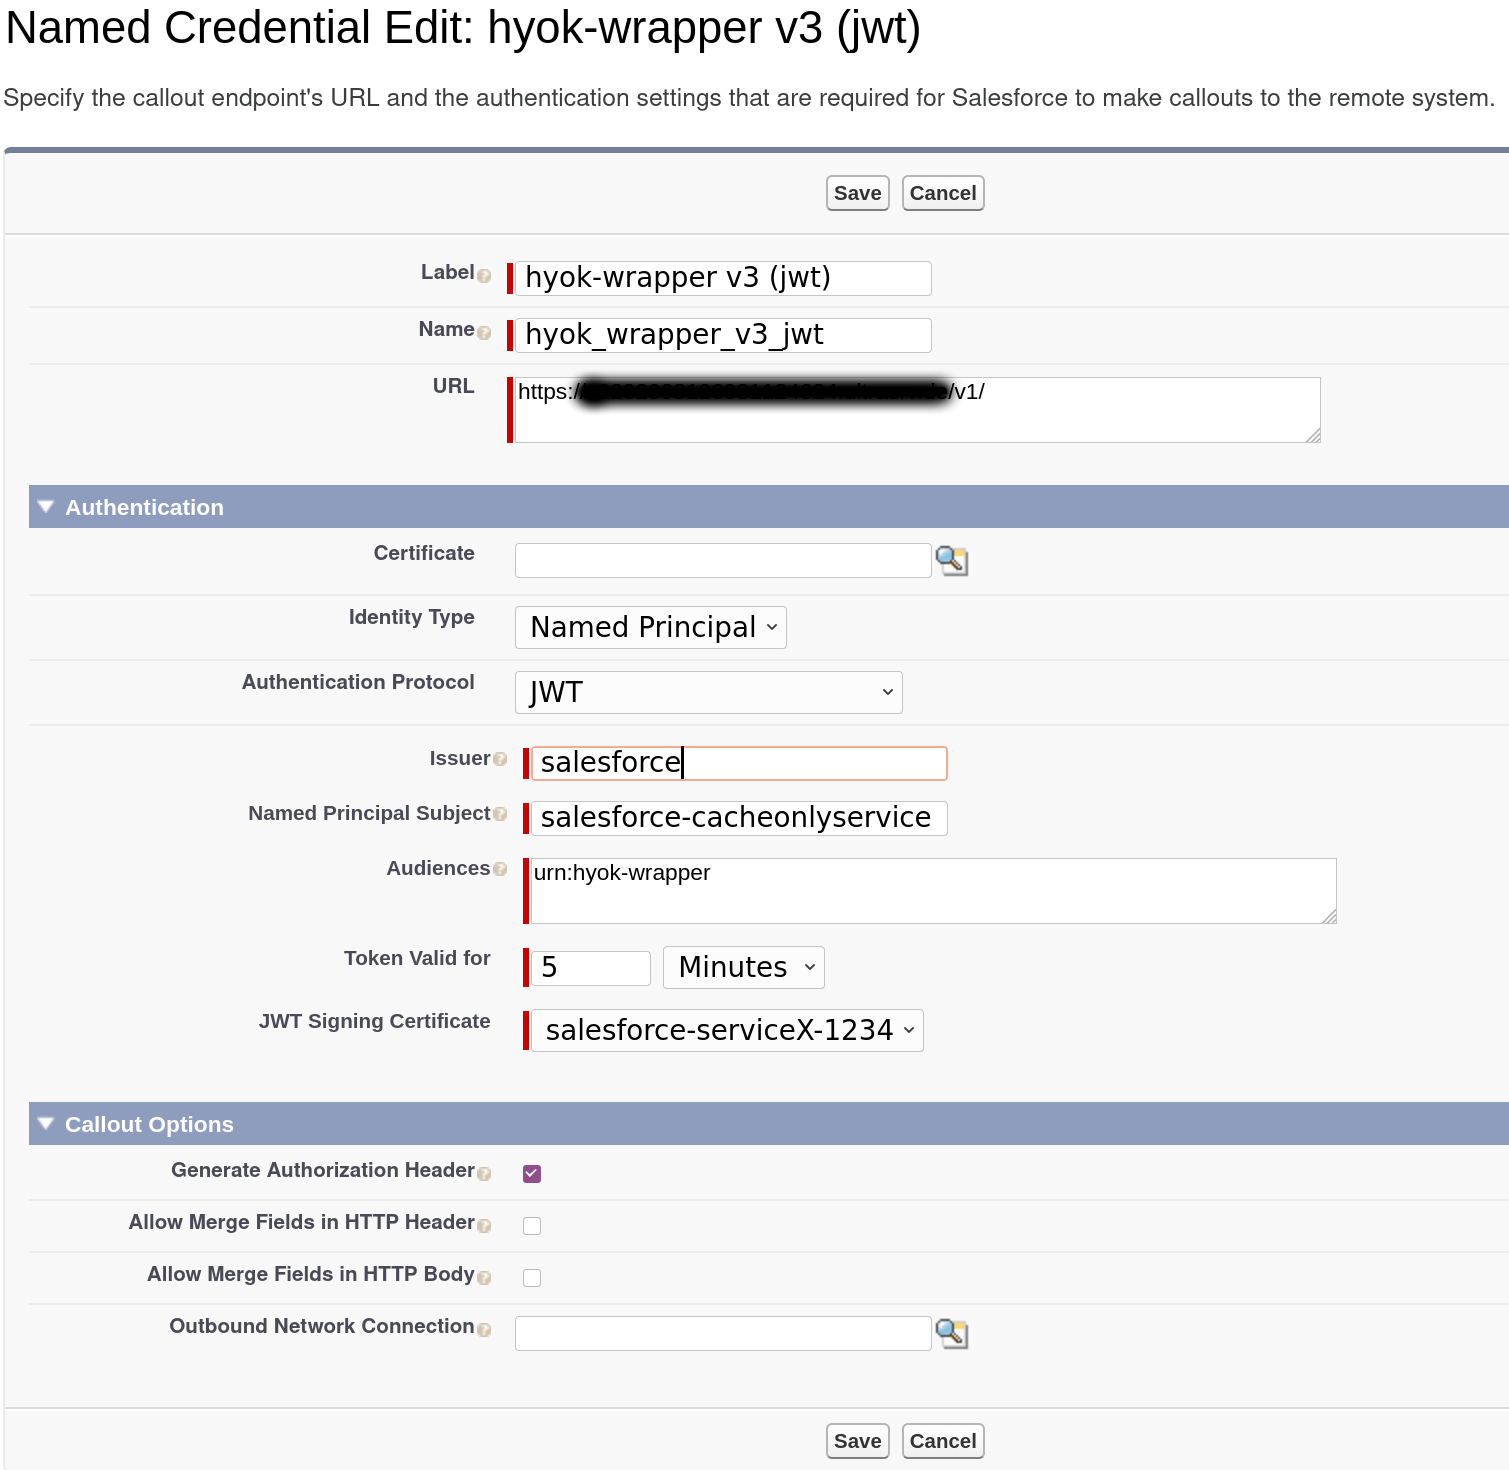 Named Credential Edit: hyok-wrapper v3 (jwt)
Specify the callout endpoint's URL and the authentication settings that are required for Salesforce to make callouts to the remote system.
Save Cancel
Label ? hyok-wrapper v3 (jwt)
Name ? hyok_wrapper_v3_jwt
URL https:/ /v1/
Authentication
Certificate
Identity Type Named Principal
Authentication Protocol JWT
Issuer ? salesforce
Named Principal Subject ? salesforce-cacheonlyservice
Audiences ? urn:hyok-wrapper
Token Valid for 5 Minutes
JWT Signing Certificate salesforce-serviceX-1234
Callout Options
Generate Authorization Header ?
Allow Merge Fields in HTTP Header ?
Allow Merge Fields in HTTP Body ?
Outbound Network Connection ?
Save Cancel